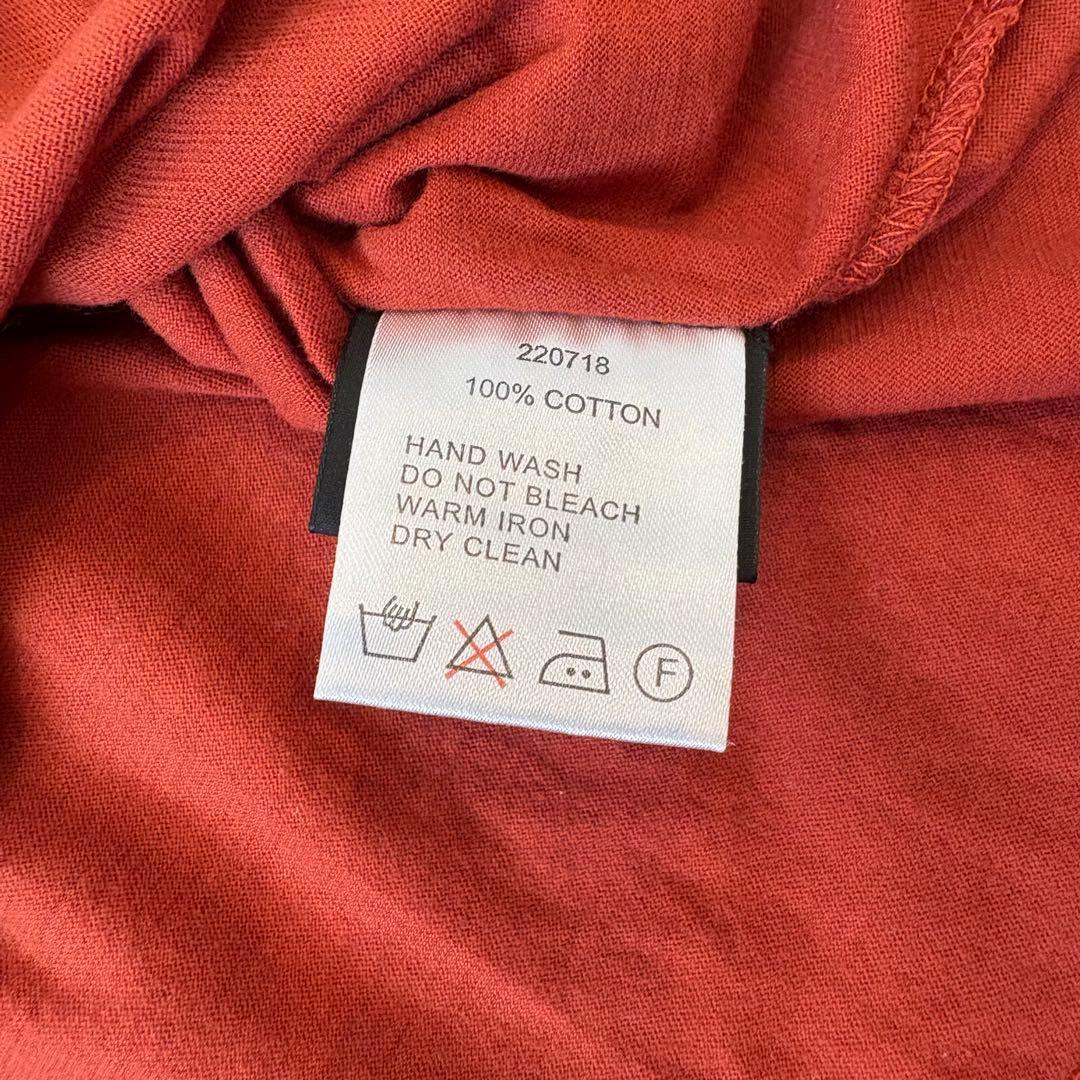 220718
100% COTTON
HAND WASH
DO NOT BLEACH
WARM IRON
DRY CLEAN
F